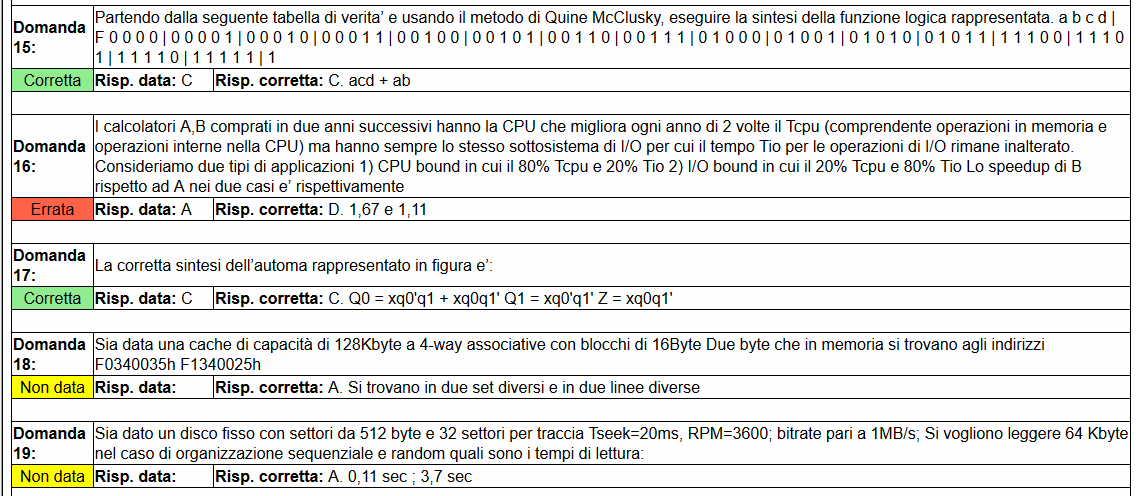 Domanda 15:
Partendo dalla seguente tabella di verita' e usando il metodo di Quine McClusky, eseguire la sintesi della funzione logica rappresentata. a b c d |
F 0 0 0 0 | 0 0 0 0 1 | 0 0 0 1 0 | 0 0 0 1 1 | 0 0 1 0 0 | 0 0 1 0 1 | 0 0 1 1 0 | 0 0 1 1 1 | 0 1 0 0 0 | 0 1 0 0 1 | 0 1 0 1 0 | 0 1 0 1 1 | 1 1 1 0 0 | 1 1 1 0
1 | 1 1 1 1 0 | 1 1 1 1 1 | 1
Corretta Risp. data: C Risp. corretta: C. acd + ab
Domanda 16:
I calcolatori A,B comprati in due anni successivi hanno la CPU che migliora ogni anno di 2 volte il Tcpu (comprendente operazioni in memoria e
operazioni interne nella CPU) ma hanno sempre lo stesso sottosistema di I/O per cui il tempo Tio per le operazioni di I/O rimane inalterato.
Consideriamo due tipi di applicazioni 1) CPU bound in cui il 80% Tcpu e 20% Tio 2) I/O bound in cui il 20% Tcpu e 80% Tio Lo speedup di B
rispetto ad A nei due casi e' rispettivamente
Errata Risp. data: A Risp. corretta: D. 1,67 e 1,11
Domanda 17:
La corretta sintesi dell'automa rappresentato in figura e':
Corretta Risp. data: C Risp. corretta: C. Q0 = xq0'q1 + xq0q1' Q1 = xq0'q1' Z = xq0q1'
Domanda 18:
Sia data una cache di capacità di 128Kbyte a 4-way associative con blocchi di 16Byte Due byte che in memoria si trovano agli indirizzi
F0340035h F1340025h
Non data Risp. data: Risp. corretta: A. Si trovano in due set diversi e in due linee diverse
Domanda 19:
Sia dato un disco fisso con settori da 512 byte e 32 settori per traccia Tseek=20ms, RPM=3600; bitrate pari a 1MB/s; Si vogliono leggere 64 Kbyte
nel caso di organizzazione sequenziale e random quali sono i tempi di lettura:
Non data Risp. data: Risp. corretta: A. 0,11 sec ; 3,7 sec